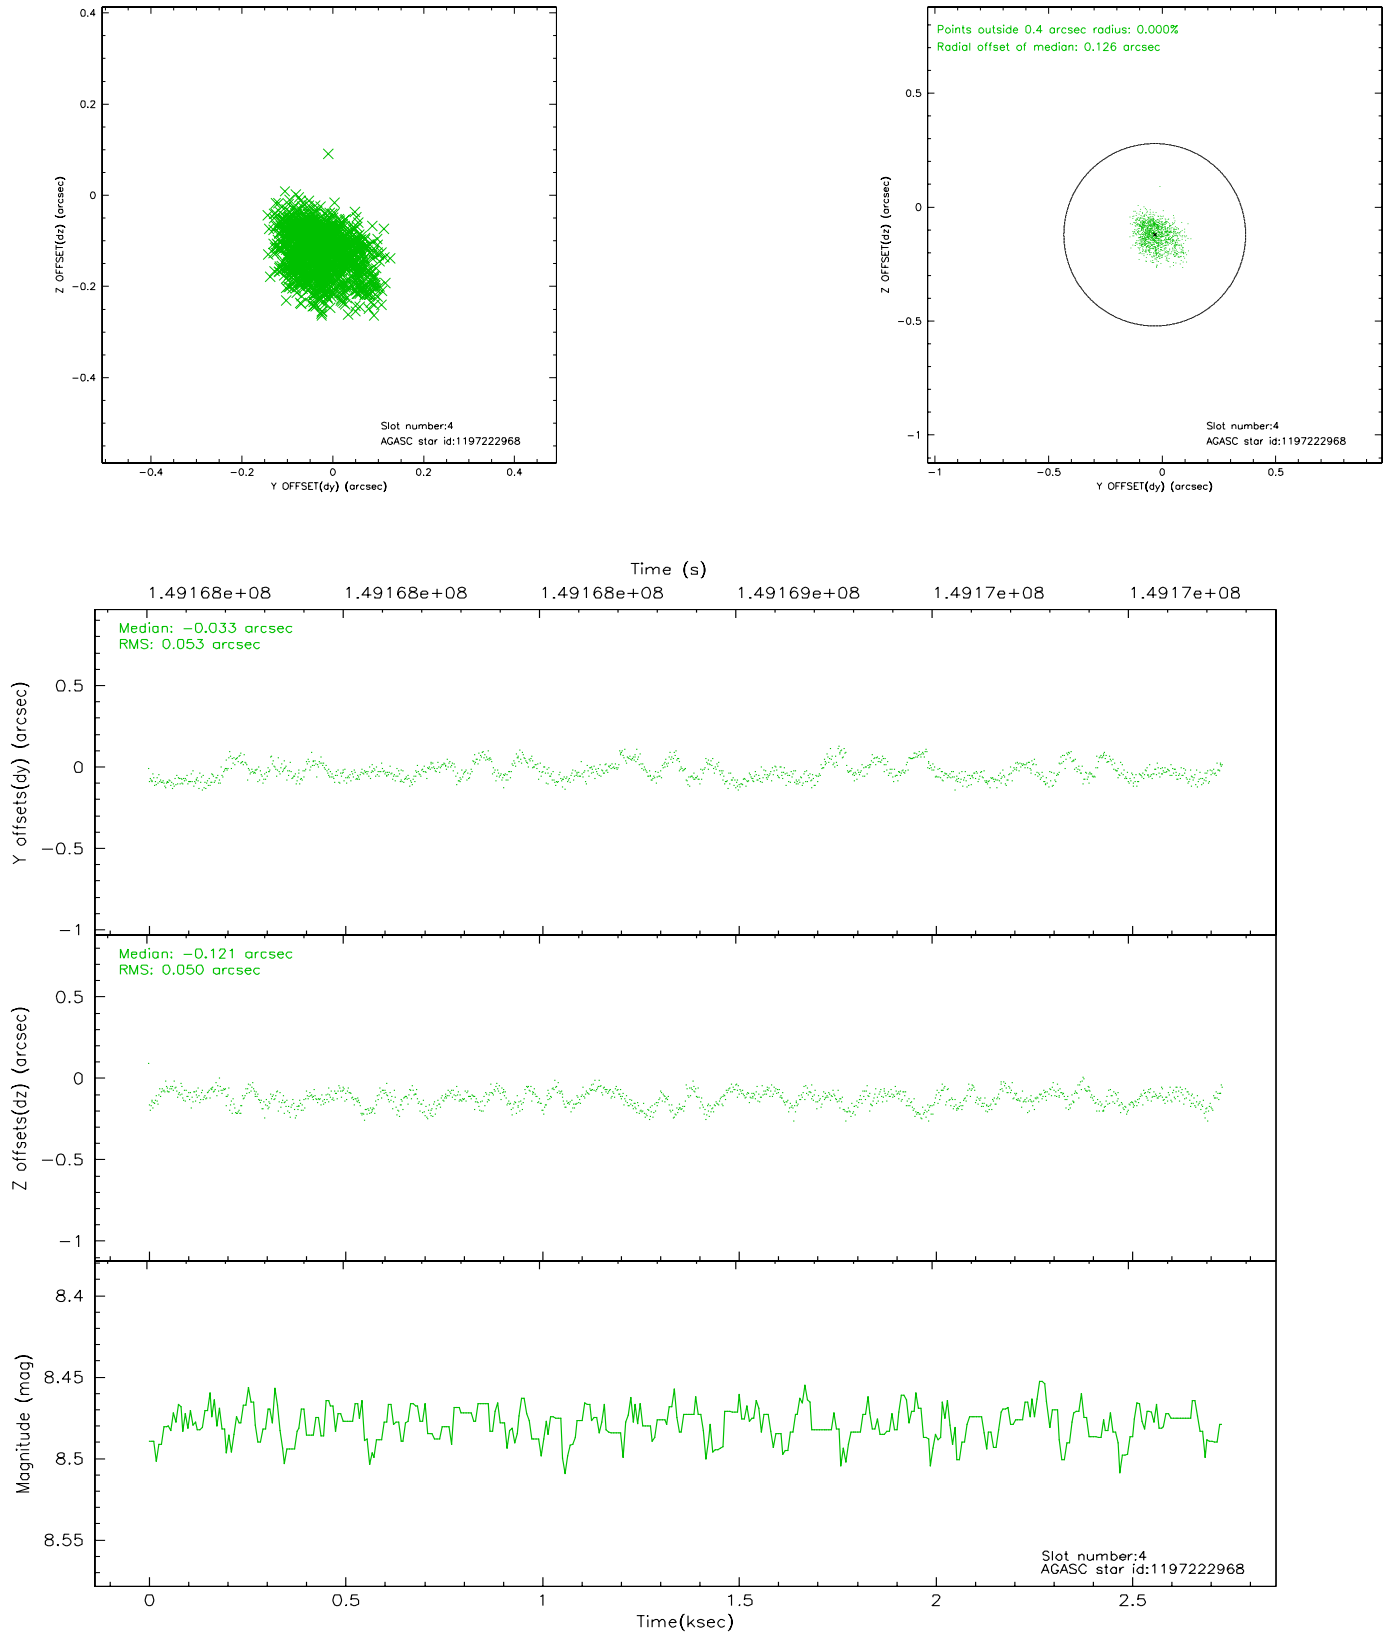 0.4
0.2
0
−0.2
−0.4
Z OFFSET(dz) (arcsec)
Slot number:4
AGASC star id:1197222968
−0.4 −0.2 0 0.2 0.4
Y OFFSET(dy) (arcsec)
Points outside 0.4 arcsec radius: 0.000%
Radial offset of median: 0.126 arcsec
0.5
0
−0.5
−1
Z OFFSET(dz) (arcsec)
Slot number:4
AGASC star id:1197222968
−1 −0.5 0 0.5
Y OFFSET(dy) (arcsec)
Time (s)
1.49168e+08 1.49168e+08 1.49168e+08 1.49169e+08 1.4917e+08 1.4917e+08
Median: −0.033 arcsec
RMS: 0.053 arcsec
0.5
0
−0.5
−1
Y offsets(dy) (arcsec)
Median: −0.121 arcsec
RMS: 0.050 arcsec
0.5
0
−0.5
−1
Z offsets(dz) (arcsec)
8.4
8.45
8.5
8.55
Magnitude (mag)
Slot number:4
AGASC star id:1197222968
0 0.5 1 1.5 2 2.5
Time(ksec)